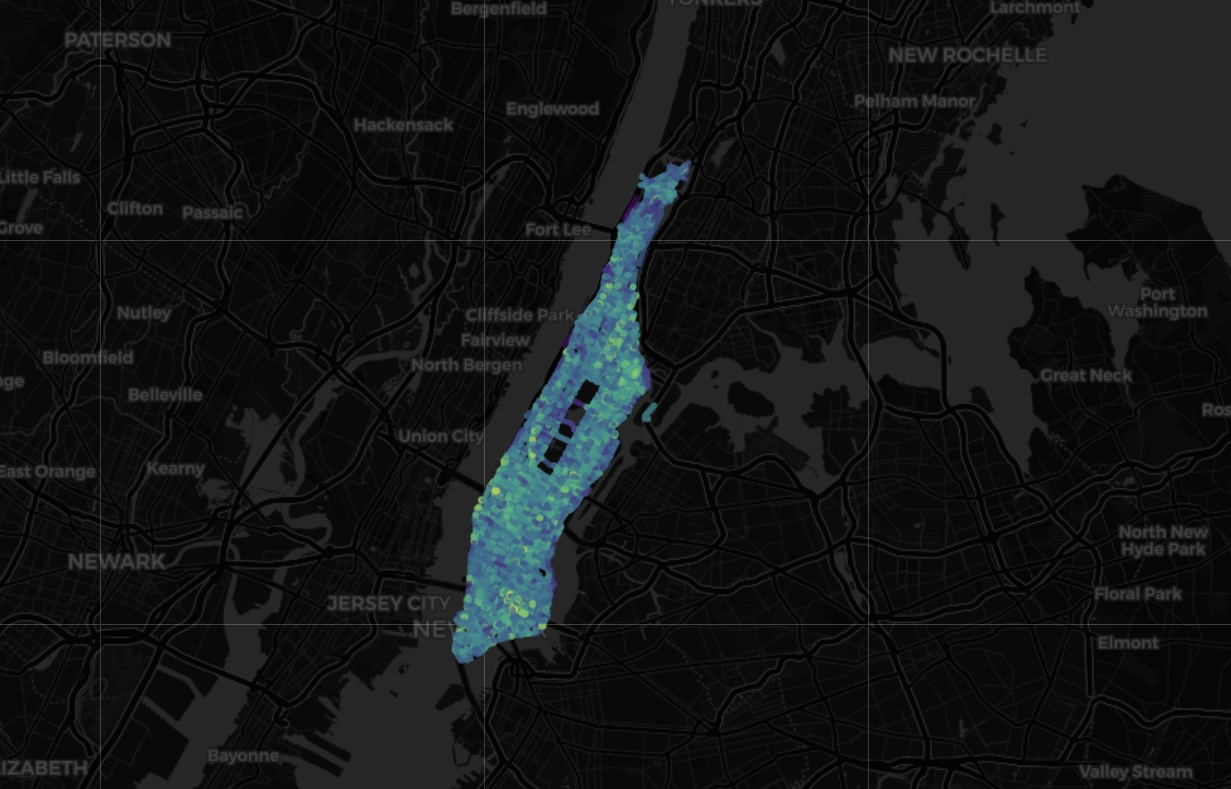 Bergenfield
YONKERS
Larchmont
PATERSON
NEW ROCHELLE
Pelham Manor
Englewood
Hackensack
Little Falls
Clifton
Passaic
Grove
Fort Lee
Port
Washington
Nutley
Cliffside Park
Fairview
Bloomfield
North Bergen
nge
Great Neck
Belleville
Ros
Union City
East Orange
Kearny
North New
Hyde Park
NEWARK
Floral Park
JERSEY CITY
NEW
Elmont
Bayonne
LIZABETH
Valley Stream